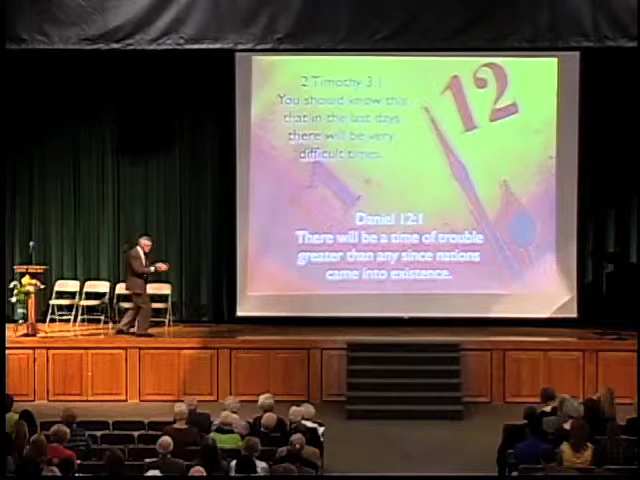 2 Timothy 3:1
You should know this
that in the last days
there will be very
difficult times.
12
Daniel 12:1
There will be a time of trouble
greater than any since nations
came into existence.